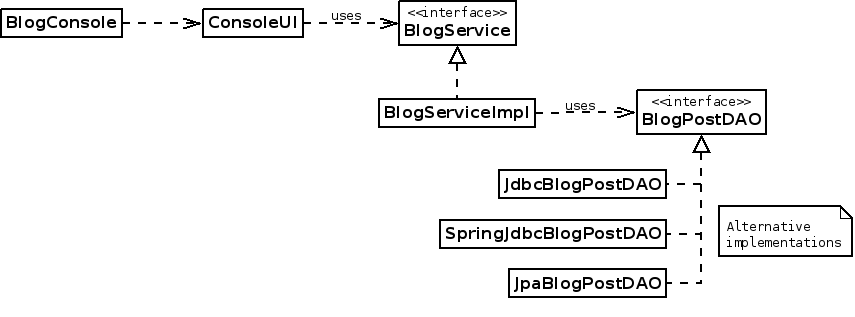 BlogConsole
ConsoleUI
uses
<<interface>>
BlogService
BlogServiceImpl
uses
<<interface>>
BlogPostDAO
JdbcBlogPostDAO
SpringJdbcBlogPostDAO
JpaBlogPostDAO
Alternative
implementations